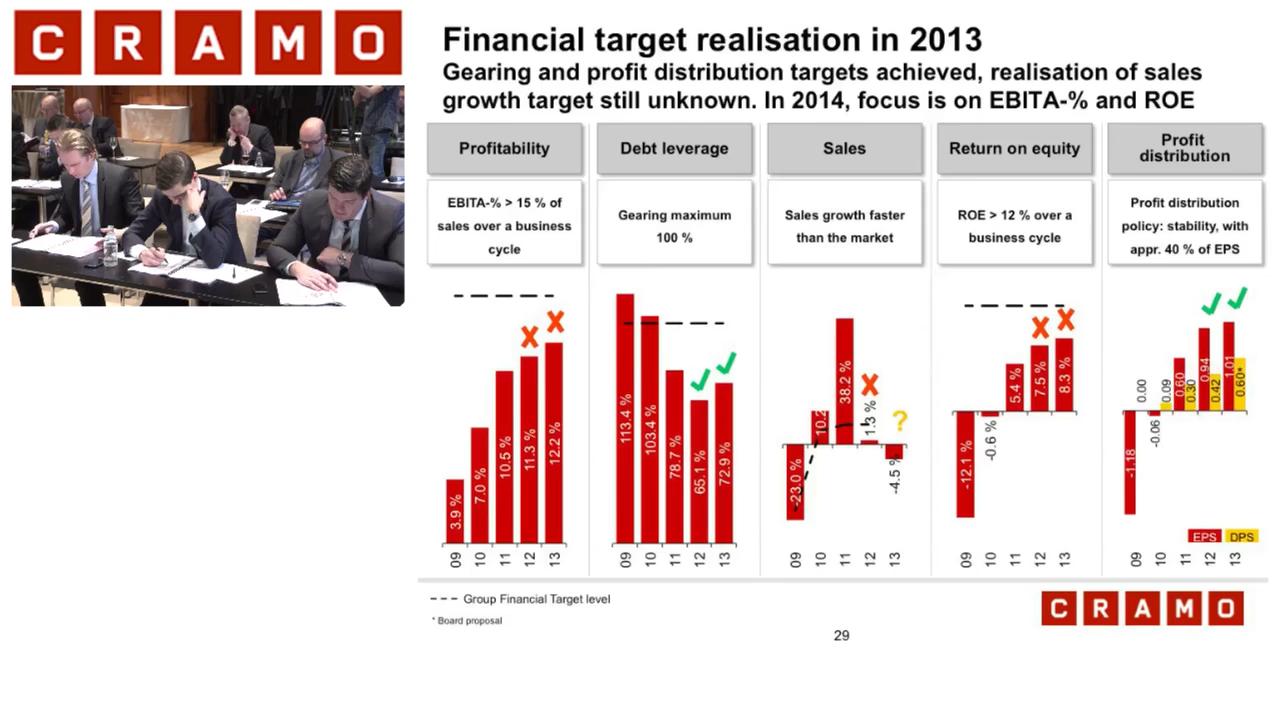 CRAMO
Financial target realisation in 2013
Gearing and profit distribution targets achieved, realisation of sales
growth target still unknown. In 2014, focus is on EBITA-% and ROE
Profitability
EBITA-% > 15 % of
sales over a business
cycle
3.9 %
7.0 %
10.5 %
11.3 %
12.2 %
09 10 11 12 13
Debt leverage
Gearing maximum
100 %
113.4 %
103.4 %
78.7 %
65.1 %
72.9 %
09 10 11 12 13
Sales
Sales growth faster
than the market
-23.0 %
10.2
38.2 %
1.3 %
?
-4.5 %
09 10 11 12 13
Return on equity
ROE > 12 % over a
business cycle
-12.1 %
-0.6 %
5.4 %
7.5 %
8.3 %
09 10 11 12 13
Profit
distribution
Profit distribution
policy: stability, with
appr. 40 % of EPS
-1.18
0.00
-0.06
0.09
0.60
0.30
0.94
0.42
1.01
0.60*
EPS DPS
09 10 11 12 13
--- Group Financial Target level
* Board proposal
CRAMO
29